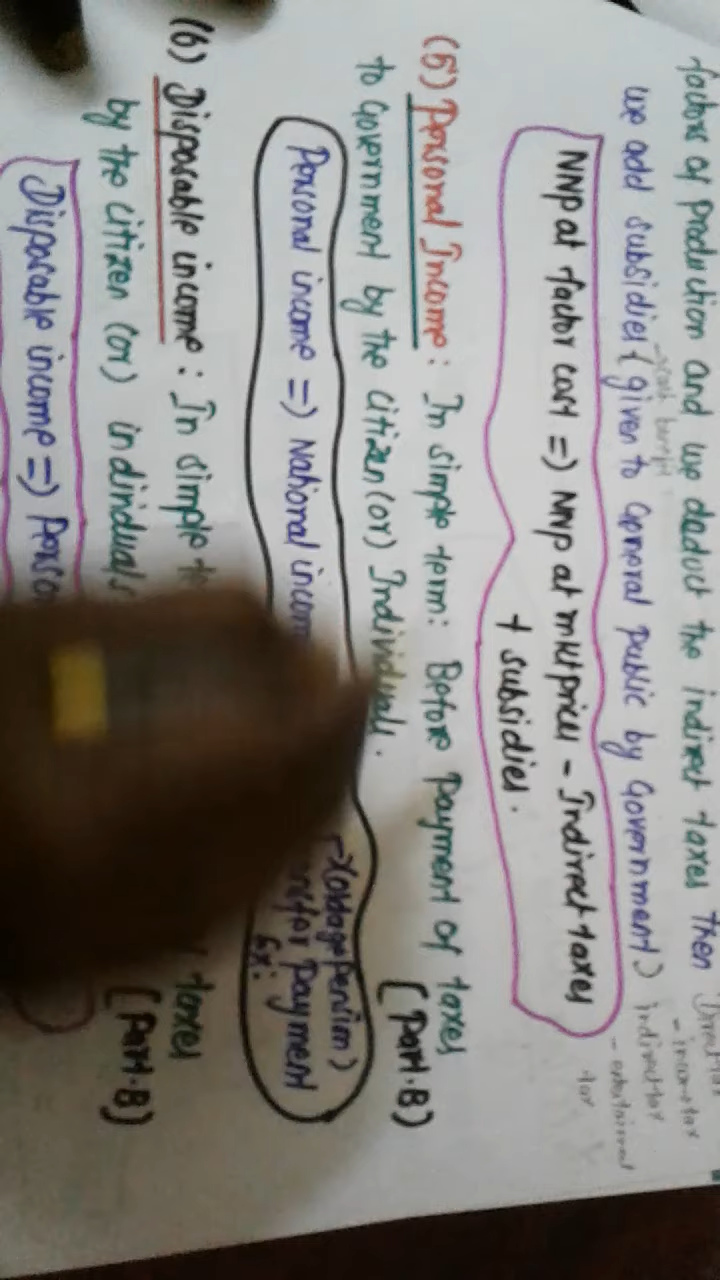 factors of production and we deduct the indirect taxes then
we add subsidies (given to General public by Government)
NNP at factor cost => NNP at mkt prices - Indirect taxes
+ subsidies.
(5) Personal Income : In simple term: Before payment of taxes
to Government by the citizen (or) Individuals. (Part-B)
Personal income => National incom
payment
Ex:
(6) Disposable income : In simple taxes
by the citizen (or) individuals (Part-B)
Disposable income => Perso